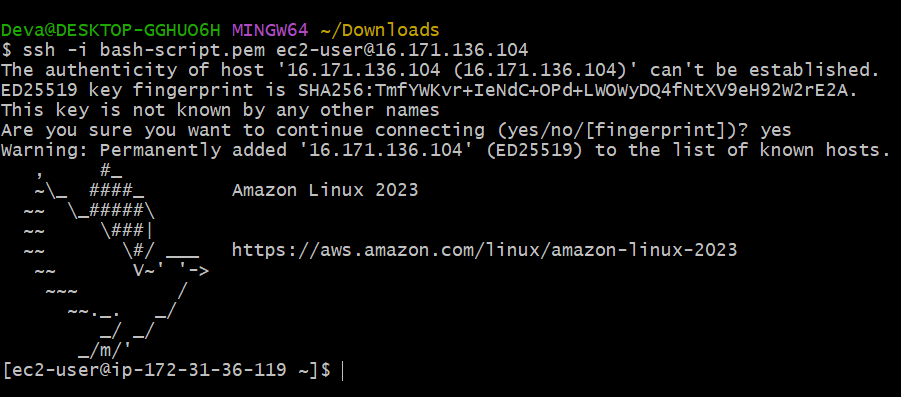 Deva@DESKTOP-GGHUO6H MINGW64 ~/Downloads
$ ssh -i bash-script.pem ec2-user@16.171.136.104
The authenticity of host '16.171.136.104 (16.171.136.104)' can't be established.
ED25519 key fingerprint is SHA256:TmfYWKvr+IeNdC+OPd+LWOWyDQ4fNtXV9eH92W2rE2A.
This key is not known by any other names
Are you sure you want to continue connecting (yes/no/[fingerprint])? yes
Warning: Permanently added '16.171.136.104' (ED25519) to the list of known hosts.
   ,     #_
   ~\_  ####_        Amazon Linux 2023
  ~~  \_#####\
  ~~     \###|
  ~~       \#/ ___   https://aws.amazon.com/linux/amazon-linux-2023
   ~~       V~' '->
    ~~~         /
      ~~._.   _/
         _/ _/
       _/m/'
[ec2-user@ip-172-31-36-119 ~]$